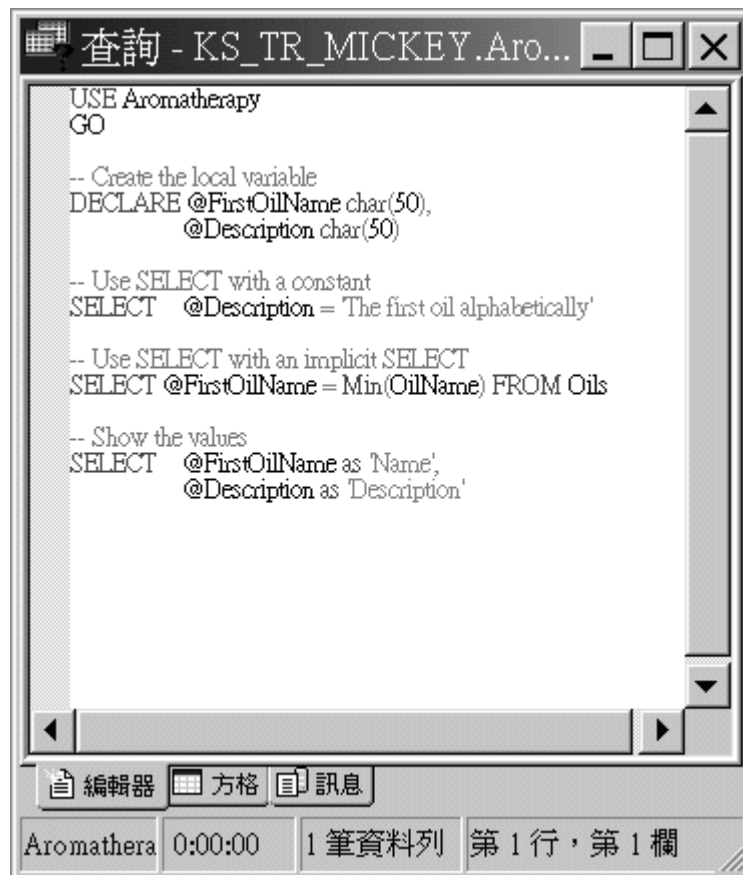 查詢 - KS_TR_MICKEY.Aro...
USE Aromatherapy
GO
-- Create the local variable
DECLARE @FirstOilName char(50),
@Description char(50)
-- Use SELECT with a constant
SELECT @Description = 'The first oil alphabetically'
-- Use SELECT with an implicit SELECT
SELECT @FirstOilName = Min(OilName) FROM Oils
-- Show the values
SELECT @FirstOilName as 'Name',
@Description as 'Description'
編輯器 方格 訊息
Aromathera 0:00:00 1 筆資料列 第 1 行，第 1 欄